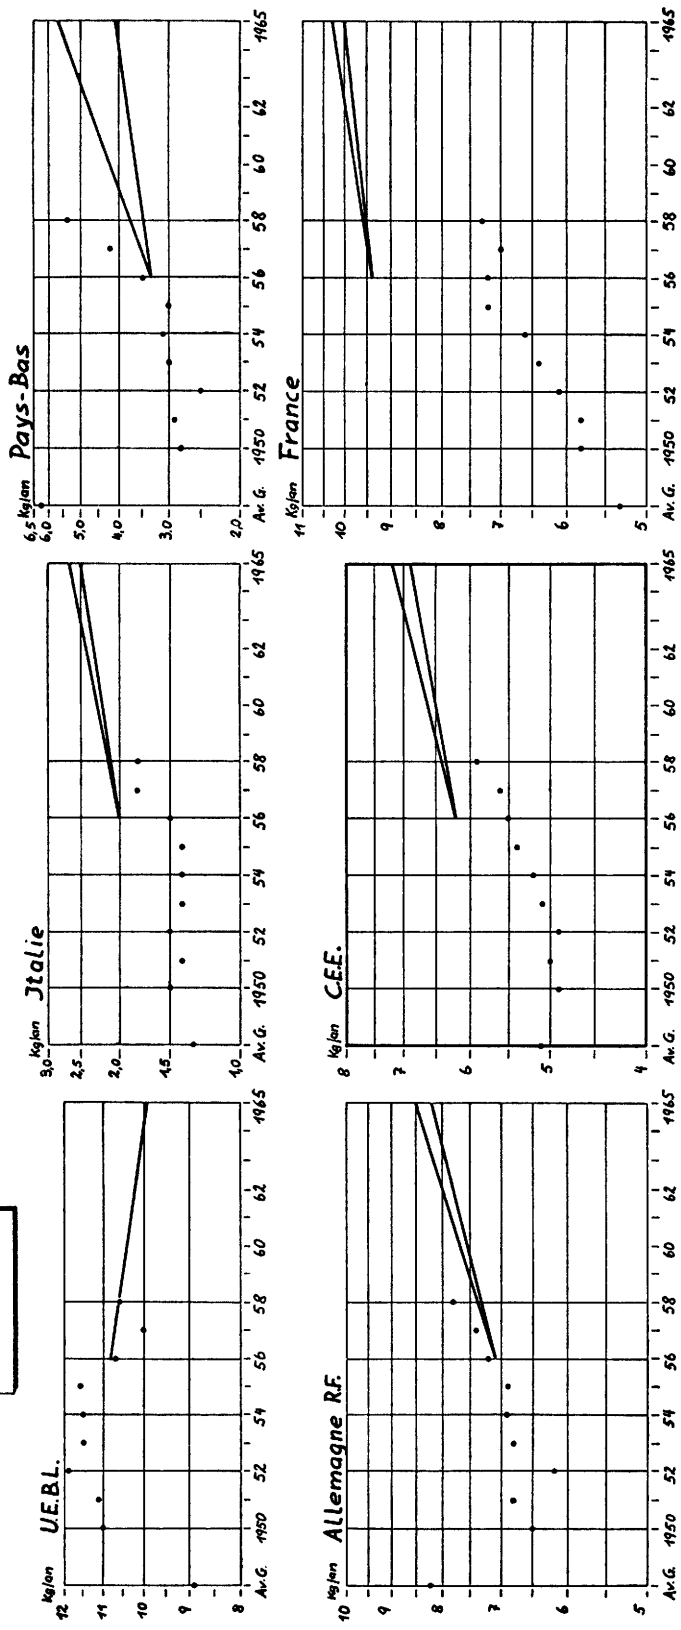 Kg/an U.E.B.L.
12
11
10
9
8
Av.G. 1950 52 54 56 58 60 62 1965
Kg/an Italie
3,0
2,5
2,0
1,5
1,0
Av.G. 1950 52 54 56 58 60 62 1965
Kg/an Pays-Bas
6,5
6,0
5,0
4,0
3,0
2,0
Av.G. 1950 52 54 56 58 60 62 1965
Kg/an Allemagne R.F.
10
9
8
7
6
5
Av.G. 1950 52 54 56 58 60 62 1965
Kg/an C.E.E.
8
7
6
5
4
Av.G. 1950 52 54 56 58 60 62 1965
Kg/an France
11
10
9
8
7
6
5
Av.G. 1950 52 54 56 58 60 62 1965